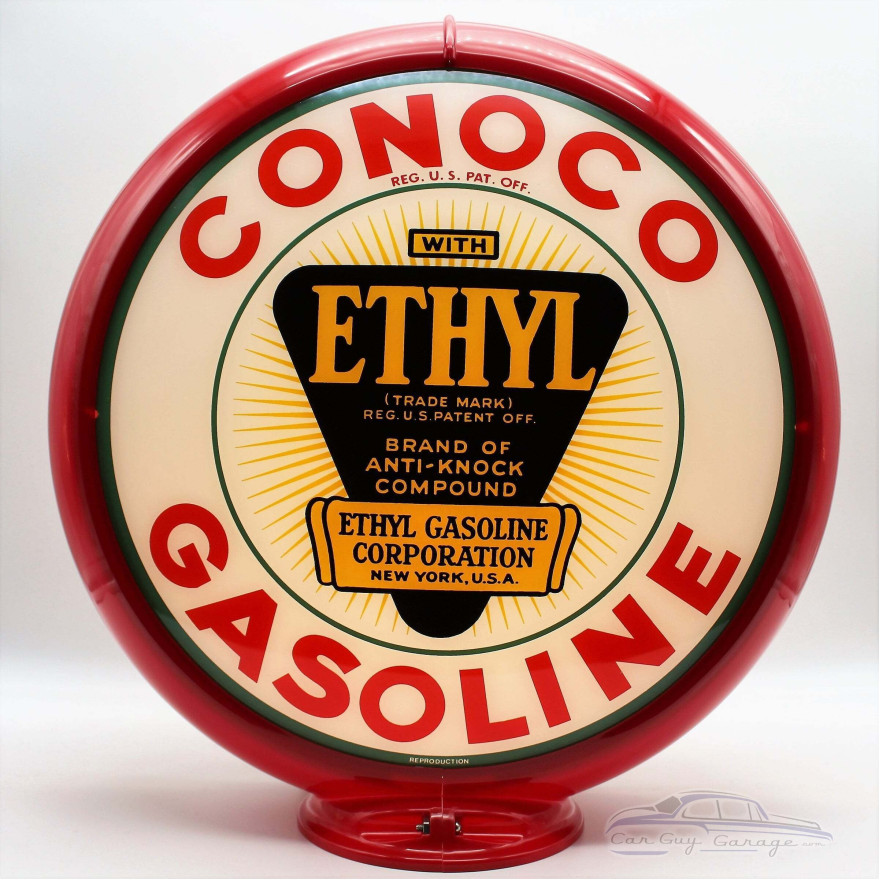 CONOCO
REG. U. S. PAT. OFF.
WITH
ETHYL
(TRADE MARK)
REG. U.S. PATENT OFF.
BRAND OF
ANTI-KNOCK
COMPOUND
ETHYL GASOLINE
CORPORATION
NEW YORK, U.S.A.
GASOLINE
REPRODUCTION
Car Guy Garage.com